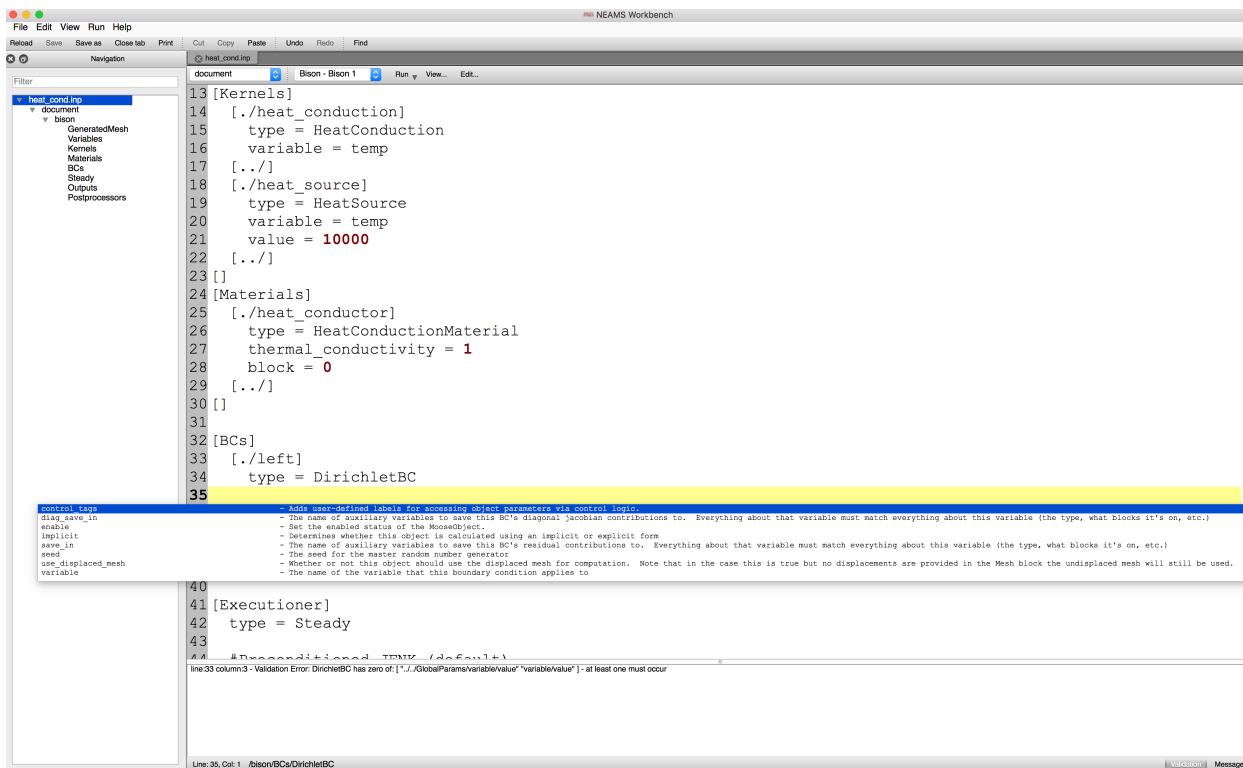 NEAMS Workbench
File Edit View Run Help
Reload Save Save as Close tab Print Cut Copy Paste Undo Redo Find
Navigation
heat_cond.inp
document Bison - Bison 1 Run View... Edit...
Filter
heat_cond.inp
document
bison
GeneratedMesh
Variables
Kernels
Materials
BCs
Steady
Outputs
Postprocessors
13 [Kernels]
14 [./heat_conduction]
15 type = HeatConduction
16 variable = temp
17 [../]
18 [./heat_source]
19 type = HeatSource
20 variable = temp
21 value = 10000
22 [../]
23 []
24 [Materials]
25 [./heat_conductor]
26 type = HeatConductionMaterial
27 thermal_conductivity = 1
28 block = 0
29 [../]
30 []
31
32 [BCs]
33 [./left]
34 type = DirichletBC
35
control_tags - Adds user-defined labels for accessing object parameters via control logic.
diag_save_in - The name of auxiliary variables to save this BC's diagonal jacobian contributions to. Everything about that variable must match everything about this variable (the type, what blocks it's on, etc.)
enable - Set the enabled status of the MooseObject.
implicit - Determines whether this object is calculated using an implicit or explicit form
save_in - The name of auxiliary variables to save this BC's residual contributions to. Everything about that variable must match everything about this variable (the type, what blocks it's on, etc.)
seed - The seed for the master random number generator
use_displaced_mesh - Whether or not this object should use the displaced mesh for computation. Note that in the case this is true but no displacements are provided in the Mesh block the undisplaced mesh will still be used.
variable - The name of the variable that this boundary condition applies to
40
41 [Executioner]
42 type = Steady
43
44 #Preconditioned JFNK (default)
line:33 column:3 - Validation Error: DirichletBC has zero of: [ "../../GlobalParams/variable/value" "variable/value" ] - at least one must occur
Line: 35, Col: 1 /bison/BCs/DirichletBC
Validation Message